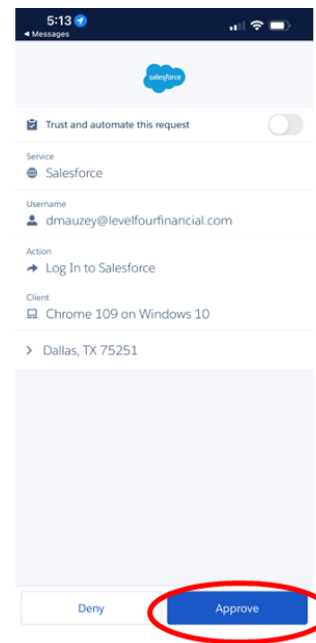 5:13
◀ Messages
salesforce
Trust and automate this request
Service
Salesforce
Username
dmauzey@levelfourfinancial.com
Action
Log In to Salesforce
Client
Chrome 109 on Windows 10
Dallas, TX 75251
Deny
Approve